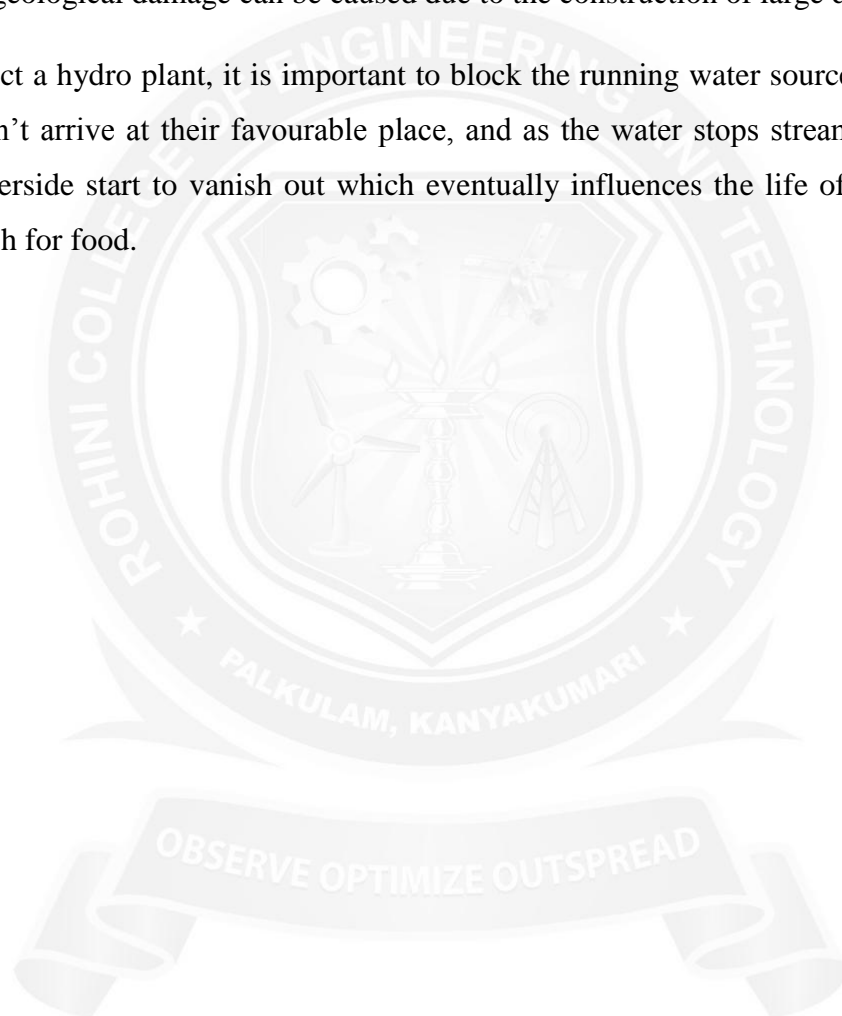 geological damage can be caused due to the construction of large
ct a hydro plant, it is important to block the running water source
n't arrive at their favourable place, and as the water stops
erside start to vanish out which eventually influences the life of
h for food.
ROHINI COLLEGE OF ENGINEERING AND TECHNOLOGY
PALKULAM, KANYAKUMARI
OBSERVE OPTIMIZE OUTSPREAD